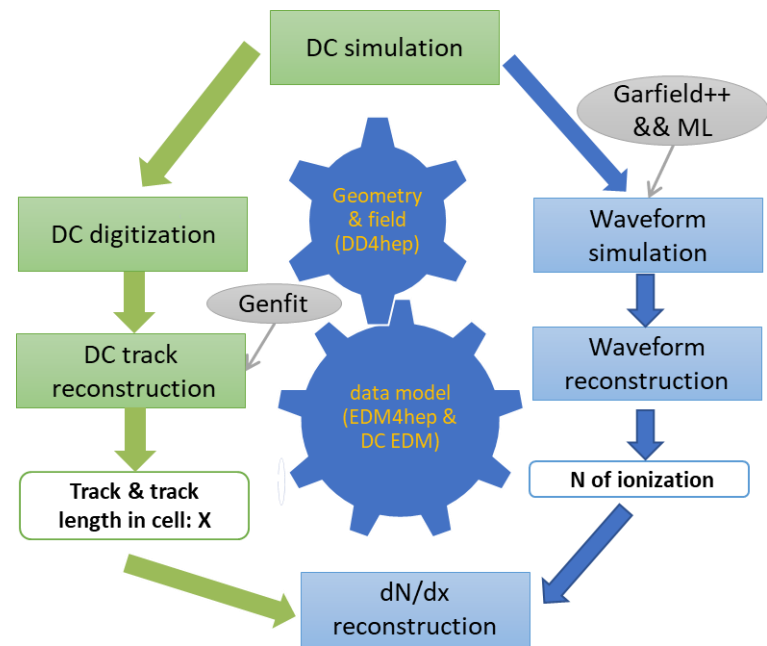 DC simulation
Garfield++
&& ML
Geometry
& field
(DD4hep)
DC digitization
Waveform
simulation
Genfit
DC track
reconstruction
Waveform
reconstruction
data model
(EDM4hep &
DC EDM)
Track & track
length in cell: X
N of ionization
dN/dx
reconstruction